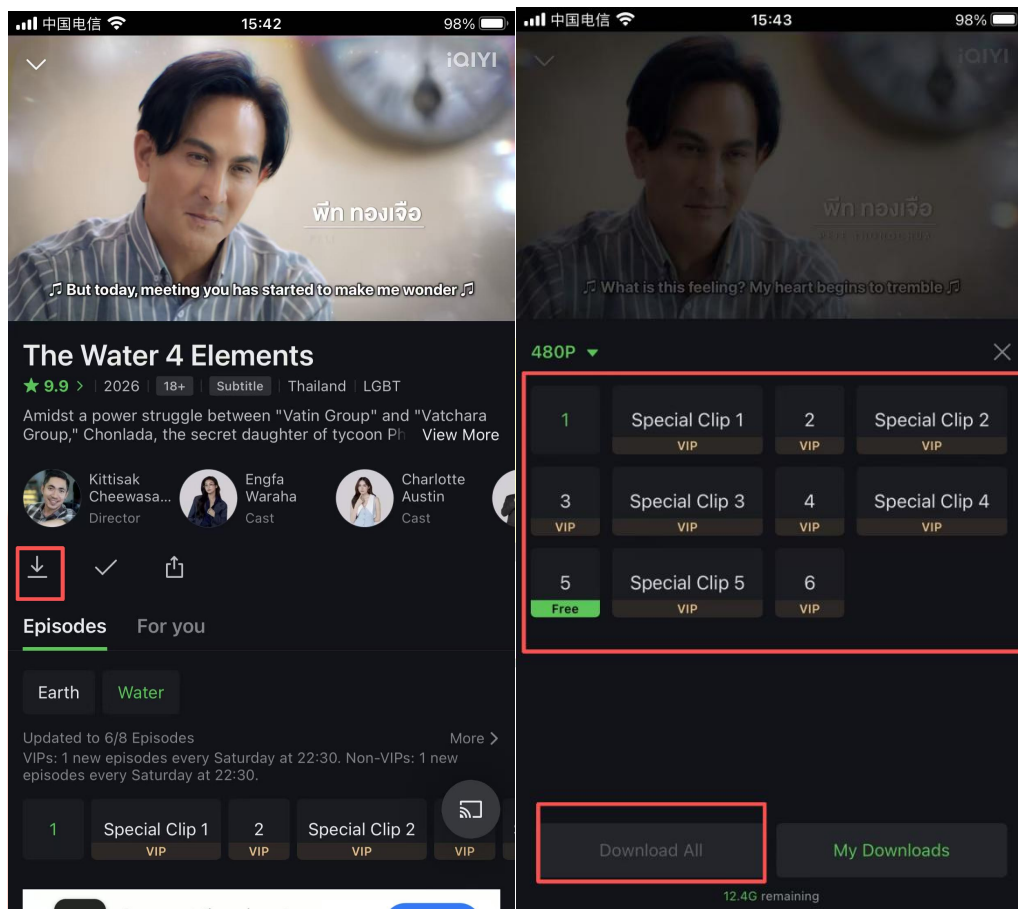 中国电信
15:42
98%
iQIYI
พีท ทองเจือ
♫ But today, meeting you has started to make me wonder ♫
The Water 4 Elements
★ 9.9 > | 2026 | 18+ | Subtitle | Thailand | LGBT
Amidst a power struggle between "Vatin Group" and "Vatchara
Group," Chonlada, the secret daughter of tycoon Ph View More
Kittisak
Cheewasa...
Director
Engfa
Waraha
Cast
Charlotte
Austin
Cast
Episodes
For you
Earth
Water
Updated to 6/8 Episodes
More >
VIPs: 1 new episodes every Saturday at 22:30. Non-VIPs: 1 new
episodes every Saturday at 22:30.
1
Special Clip 1
VIP
2
VIP
Special Clip 2
VIP
VIP
中国电信
15:43
98%
iQIYI
พีท ทองเจือ
♫ What is this feeling? My heart begins to tremble ♫
480P
1
Special Clip 1
VIP
2
VIP
Special Clip 2
VIP
3
VIP
Special Clip 3
VIP
4
VIP
Special Clip 4
VIP
5
Free
Special Clip 5
VIP
6
VIP
Download All
My Downloads
12.4G remaining